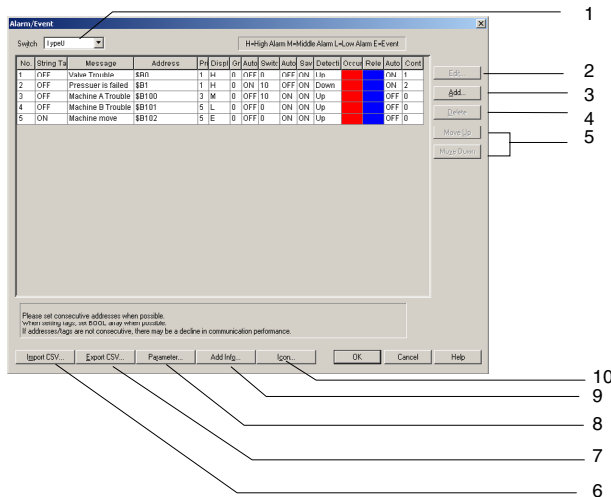 1
Alarm/Event
Switch TypeU
H=High Alarm M=Middle Alarm L=Low Alarm E=Event
No. String Ta Message Address Pri Displ Gr Auto Switc Auto Sav Detecti Occur Rele Auto Cont
1 OFF Valve Trouble $B0 1 H 0 OFF 0 OFF ON Up ON 1
2 OFF Pressuer is failed $B1 1 H 0 ON 10 OFF ON Down ON 2
3 OFF Machine A Trouble $B100 3 M 0 OFF 10 ON ON Up OFF 0
4 OFF Machine B Trouble $B101 5 L 0 OFF 0 ON ON Up OFF 0
5 ON Machine move $B102 5 E 0 OFF 0 ON ON Up OFF 0
Edit... 2
Add... 3
Delete 4
Move Up 5
Move Down
Please set consecutive addresses when possible.
When setting tags, set BOOL array when possible.
If addresses/tags are not consecutive, there may be a decline in communication performance.
Import CSV... Export CSV... Parameter... Add Info... Icon... OK Cancel Help
10
9
8
7
6